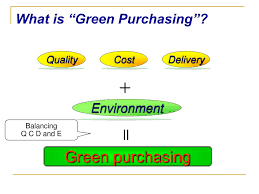 What is “Green Purchasing”?
Quality Cost Delivery
+
Environment
Balancing
Q C D and E
=
Green purchasing